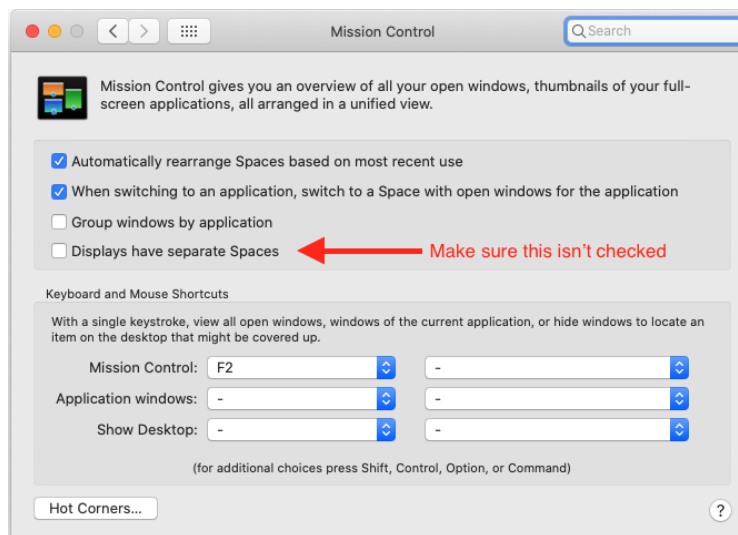 Mission Control
Search
Mission Control gives you an overview of all your open windows, thumbnails of your full-
screen applications, all arranged in a unified view.
Automatically rearrange Spaces based on most recent use
When switching to an application, switch to a Space with open windows for the application
Group windows by application
Displays have separate Spaces Make sure this isn't checked
Keyboard and Mouse Shortcuts
With a single keystroke, view all open windows, windows of the current application, or hide windows to locate an
item on the desktop that might be covered up.
Mission Control: F2 -
Application windows: - -
Show Desktop: - -
(for additional choices press Shift, Control, Option, or Command)
Hot Corners... ?